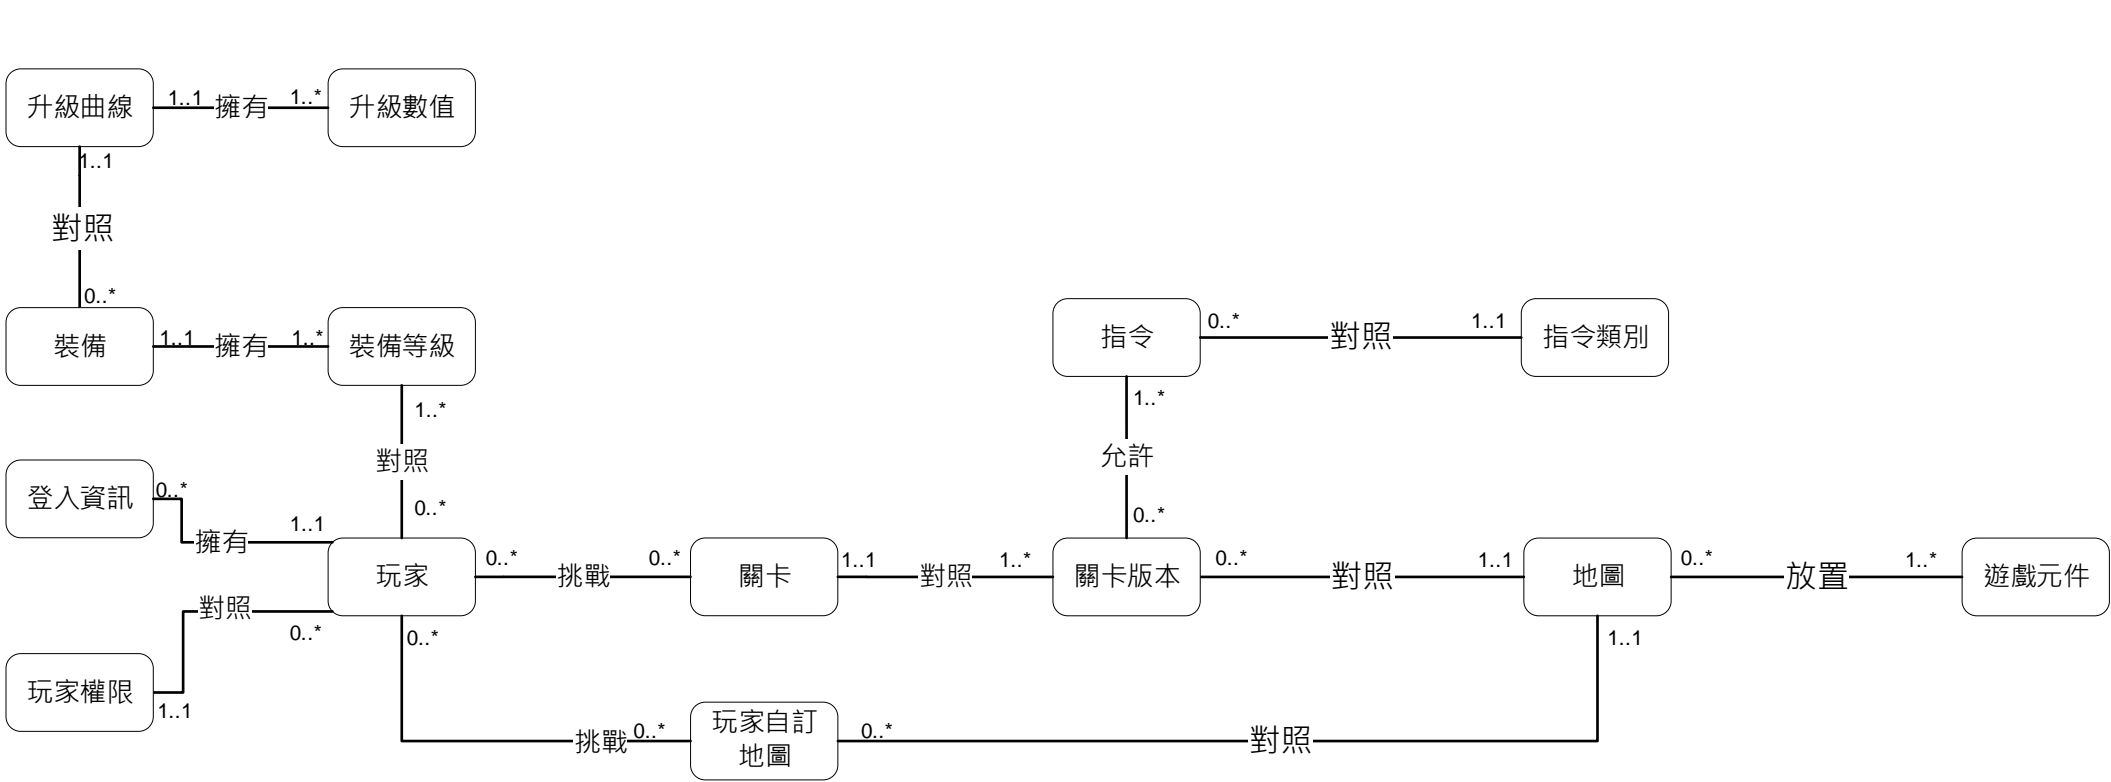 升級曲線
1..1
擁有
1..*
升級數值
1..1
對照
0..*
裝備
1..1
擁有
1..*
裝備等級
指令
0..*
對照
1..1
指令類別
1..*
對照
0..*
1..*
允許
0..*
登入資訊
0..*
擁有
1..1
玩家
0..*
挑戰
0..*
關卡
1..1
對照
1..*
關卡版本
0..*
對照
1..1
地圖
0..*
放置
1..*
遊戲元件
對照
0..*
玩家權限
1..1
0..*
挑戰
0..*
玩家自訂
地圖
0..*
對照
1..1